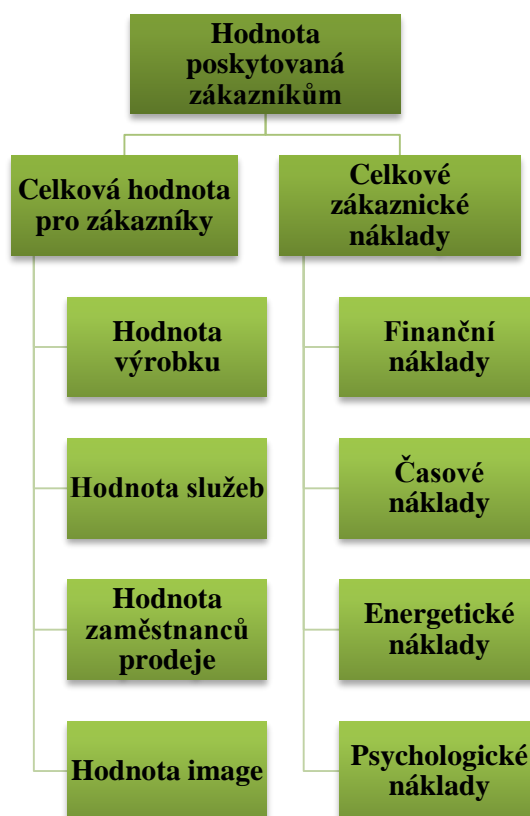 Hodnota
poskytovaná
zákazníkům
Celková hodnota
pro zákazníky
Hodnota
výrobku
Hodnota služeb
Hodnota
zaměstnanců
prodeje
Hodnota image
Celkové
zákaznické
náklady
Finanční
náklady
Časové
náklady
Energetické
náklady
Psychologické
náklady